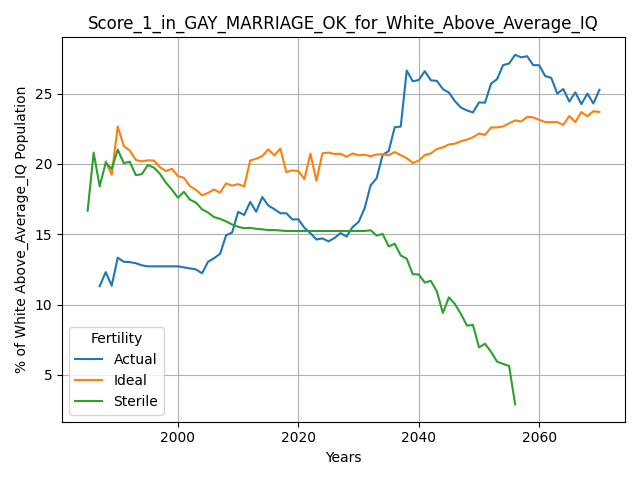 Score_1_in_GAY_MARRIAGE_OK_for_White_Above_Average_IQ
% of White Above_Average_IQ Population
25
20
15
10
5
Fertility
Actual
Ideal
Sterile
2000
2020
2040
2060
Years